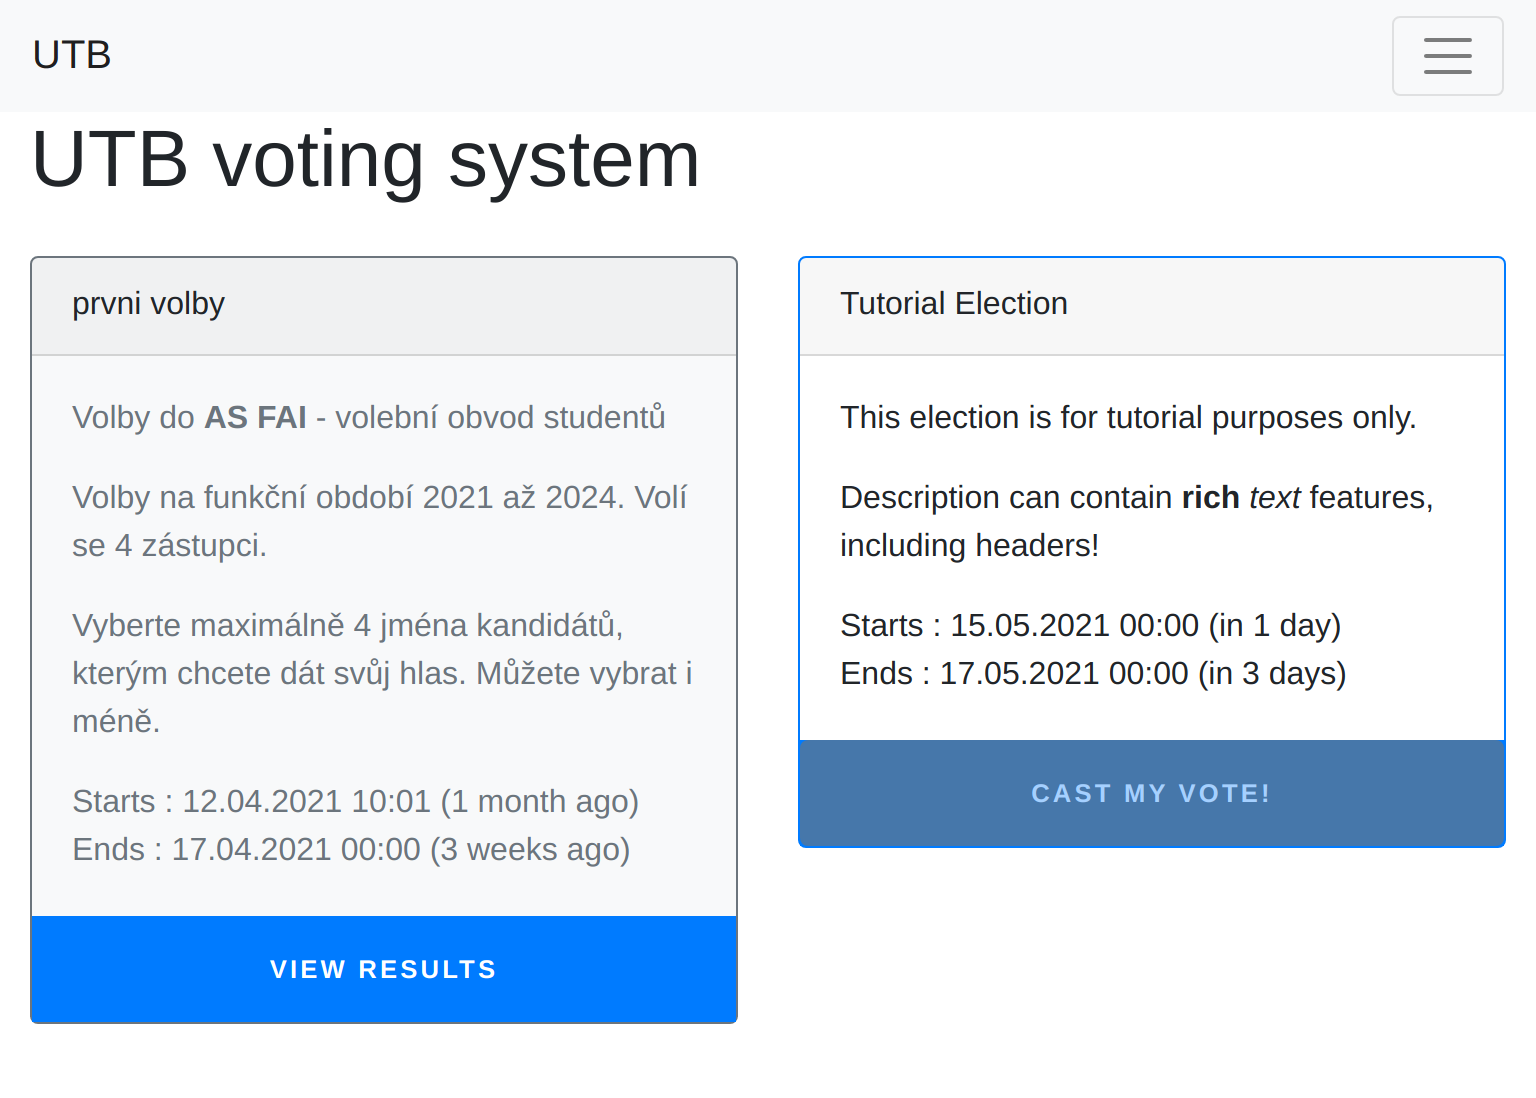 UTB
UTB voting system
prvni volby
Volby do AS FAI - volební obvod studentů
Volby na funkční období 2021 až 2024. Volí
se 4 zástupci.
Vyberte maximálně 4 jména kandidátů,
kterým chcete dát svůj hlas. Můžete vybrat i
méně.
Starts : 12.04.2021 10:01 (1 month ago)
Ends : 17.04.2021 00:00 (3 weeks ago)
VIEW RESULTS
Tutorial Election
This election is for tutorial purposes only.
Description can contain rich text features,
including headers!
Starts : 15.05.2021 00:00 (in 1 day)
Ends : 17.05.2021 00:00 (in 3 days)
CAST MY VOTE!